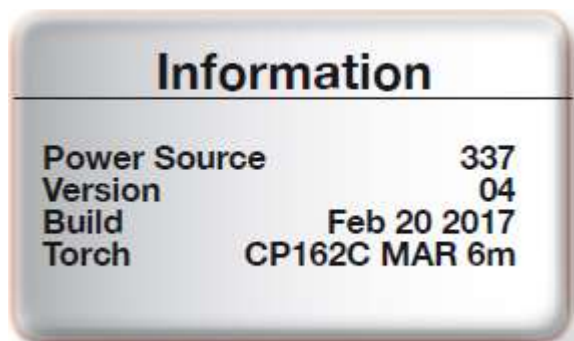 Information
Power Source 337
Version 04
Build Feb 20 2017
Torch CP162C MAR 6m